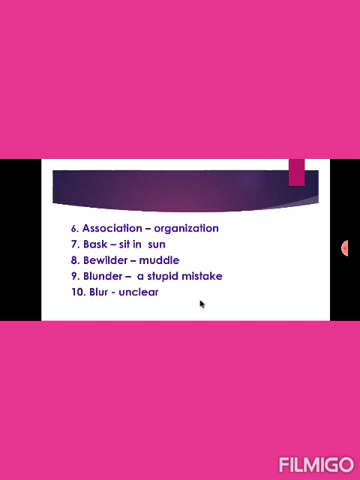 6. Association – organization
7. Bask – sit in sun
8. Bewilder – muddle
9. Blunder – a stupid mistake
10. Blur - unclear
FILMIGO